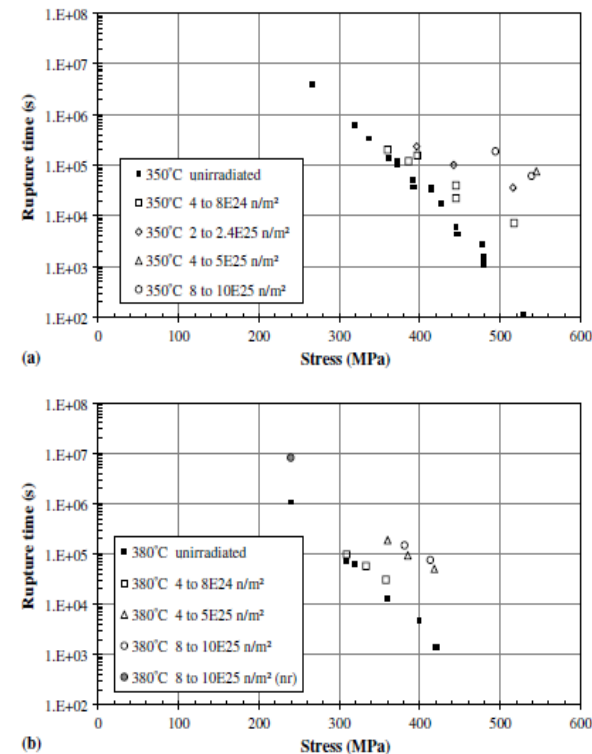 1.E+08
1.E+07
1.E+06
1.E+05
1.E+04
1.E+03
1.E+02
Rupture time (s)
350°C unirradiated
350°C 4 to 8E24 n/m²
350°C 2 to 2.4E25 n/m²
350°C 4 to 5E25 n/m²
350°C 8 to 10E25 n/m²
0 100 200 300 400 500 600
(a) Stress (MPa)
1.E+08
1.E+07
1.E+06
1.E+05
1.E+04
1.E+03
1.E+02
Rupture time (s)
380°C unirradiated
380°C 4 to 8E24 n/m²
380°C 4 to 5E25 n/m²
380°C 8 to 10E25 n/m²
380°C 8 to 10E25 n/m² (nr)
0 100 200 300 400 500 600
(b) Stress (MPa)